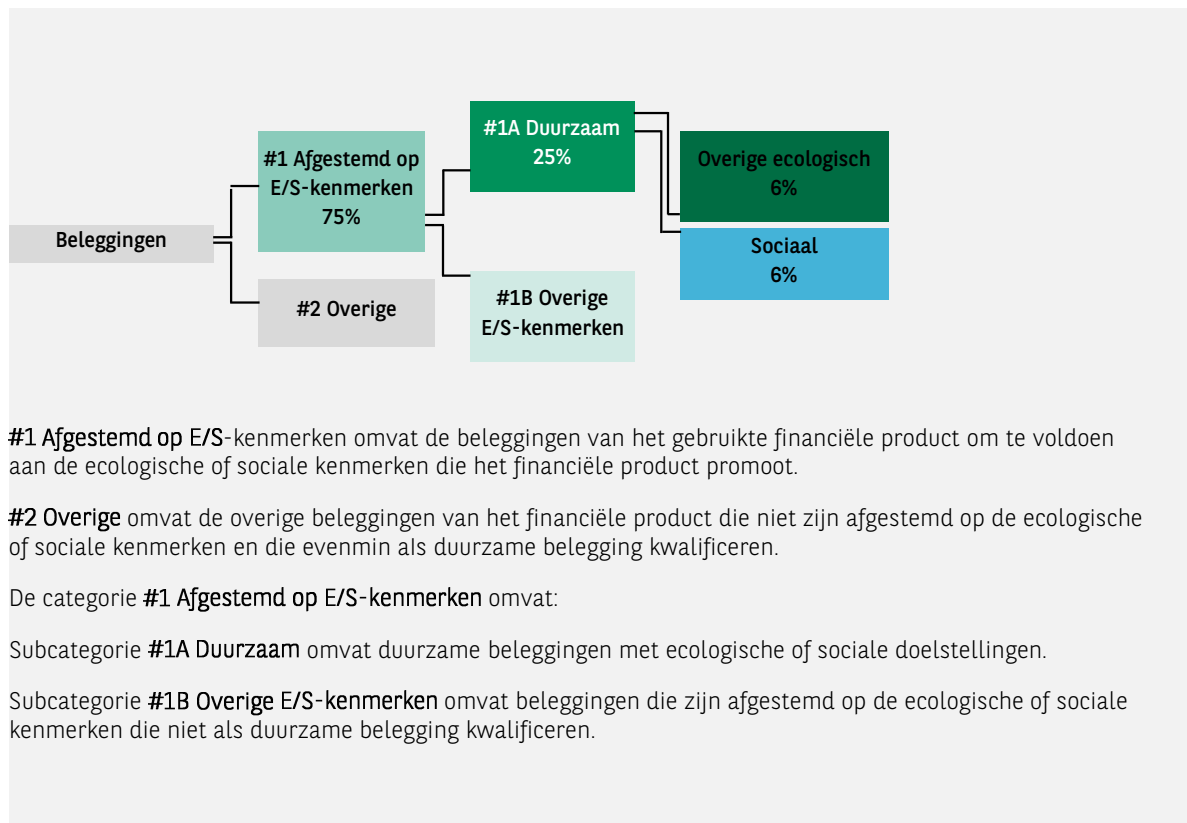 #1A Duurzaam
25%
#1 Afgestemd op
E/S-kenmerken
75%
Overige ecologisch
6%
Beleggingen
Sociaal
6%
#2 Overige
#1B Overige
E/S-kenmerken
#1 Afgestemd op E/S-kenmerken omvat de beleggingen van het gebruikte financiële product om te voldoen
aan de ecologische of sociale kenmerken die het financiële product promoot.
#2 Overige omvat de overige beleggingen van het financiële product die niet zijn afgestemd op de ecologische
of sociale kenmerken en die evenmin als duurzame belegging kwalificeren.
De categorie #1 Afgestemd op E/S-kenmerken omvat:
Subcategorie #1A Duurzaam omvat duurzame beleggingen met ecologische of sociale doelstellingen.
Subcategorie #1B Overige E/S-kenmerken omvat beleggingen die zijn afgestemd op de ecologische of sociale
kenmerken die niet als duurzame belegging kwalificeren.